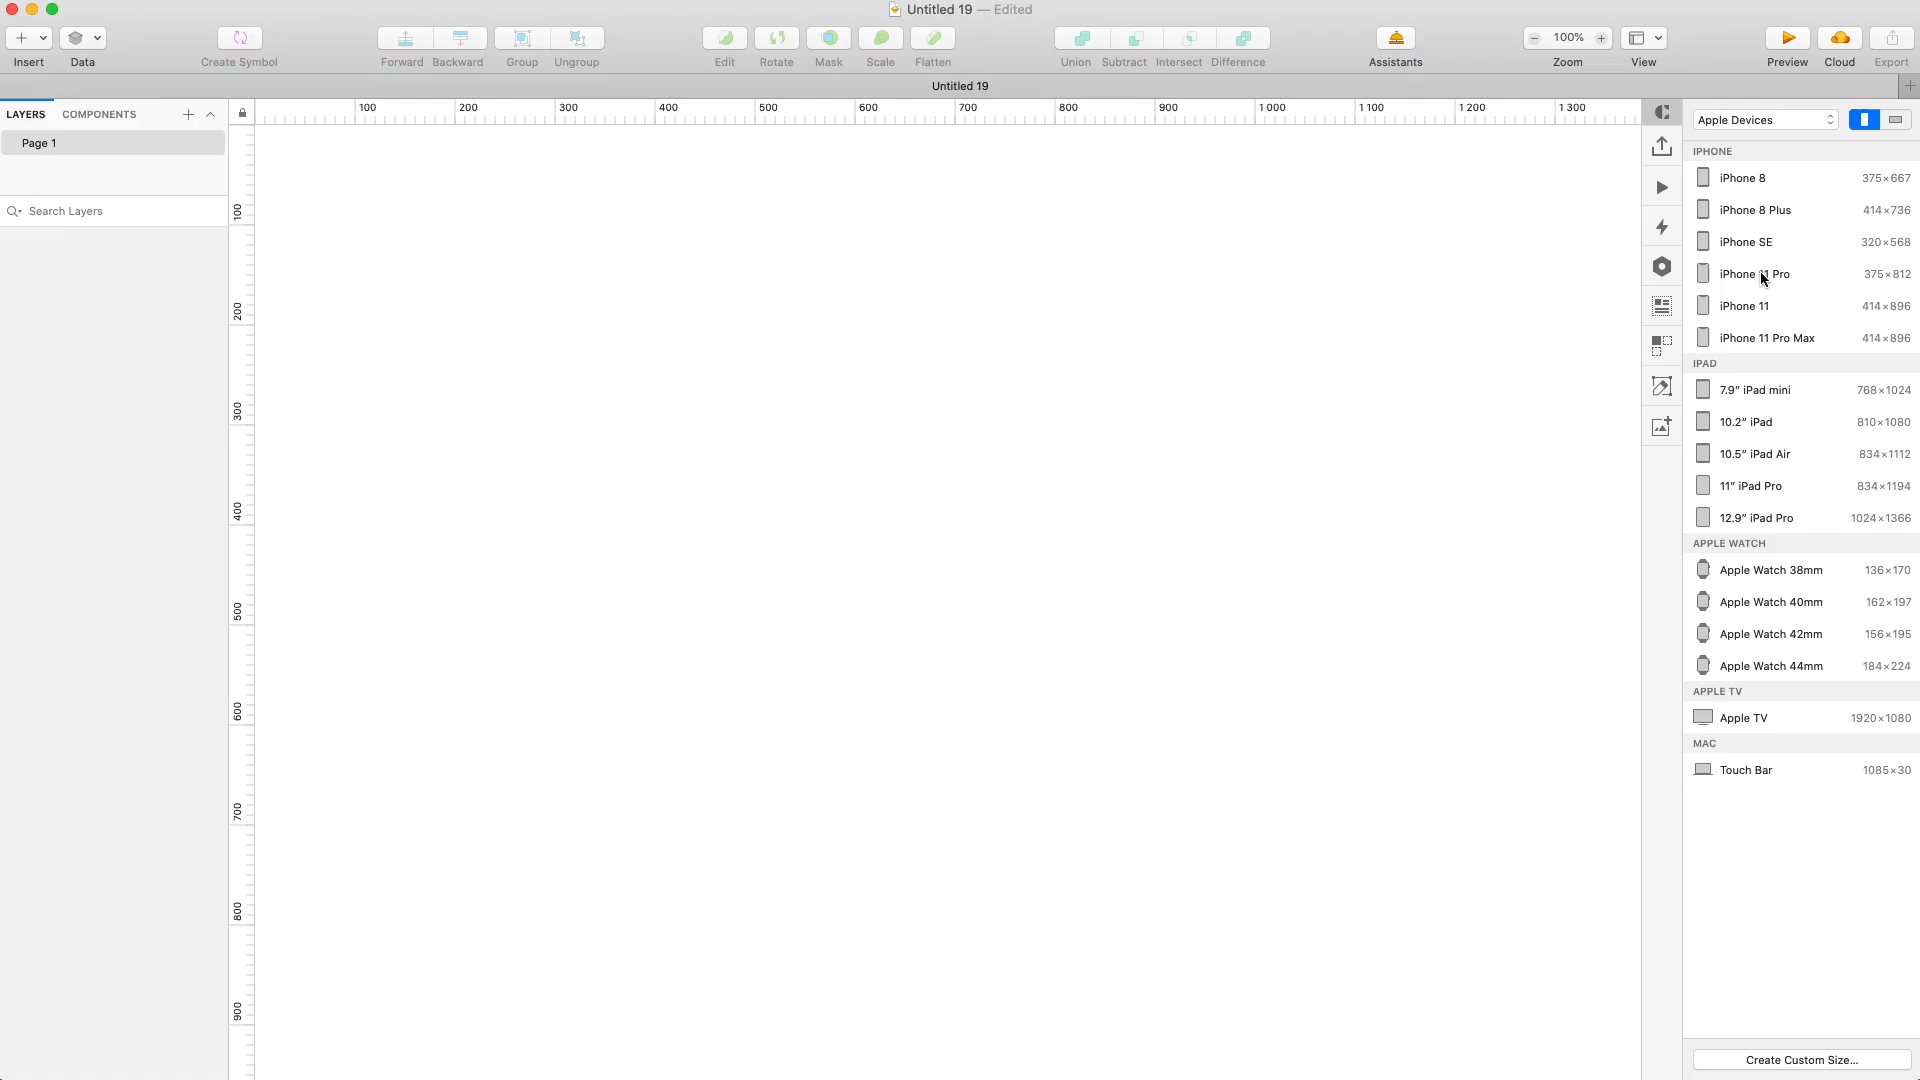 Untitled 19 — Edited
100%
Insert Data Create Symbol Forward Backward Group Ungroup Edit Rotate Mask Scale Flatten Union Subtract Intersect Difference Assistants Zoom View Preview Cloud Export
Untitled 19
LAYERS COMPONENTS
Page 1
Search Layers
100 200 300 400 500 600 700 800 900 1 000 1 100 1 200 1 300
100
200
300
400
500
600
700
800
900
Apple Devices
IPHONE
iPhone 8 375×667
iPhone 8 Plus 414×736
iPhone SE 320×568
iPhone 11 Pro 375×812
iPhone 11 414×896
iPhone 11 Pro Max 414×896
IPAD
7.9” iPad mini 768×1024
10.2” iPad 810×1080
10.5” iPad Air 834×1112
11” iPad Pro 834×1194
12.9” iPad Pro 1024×1366
APPLE WATCH
Apple Watch 38mm 136×170
Apple Watch 40mm 162×197
Apple Watch 42mm 156×195
Apple Watch 44mm 184×224
APPLE TV
Apple TV 1920×1080
MAC
Touch Bar 1085×30
Create Custom Size...